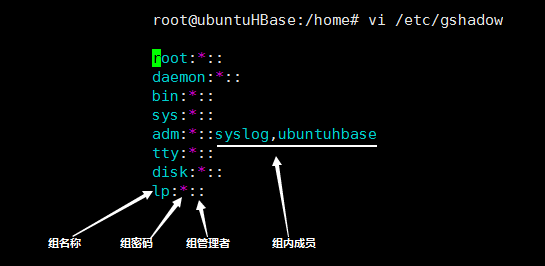 root@ubuntuHBase:/home# vi /etc/gshadow
root:*::
daemon:*::
bin:*::
sys:*::
adm:*::syslog,ubuntuhbase
tty:*::
disk:*::
lp:*::
组名称 组密码 组管理者 组内成员